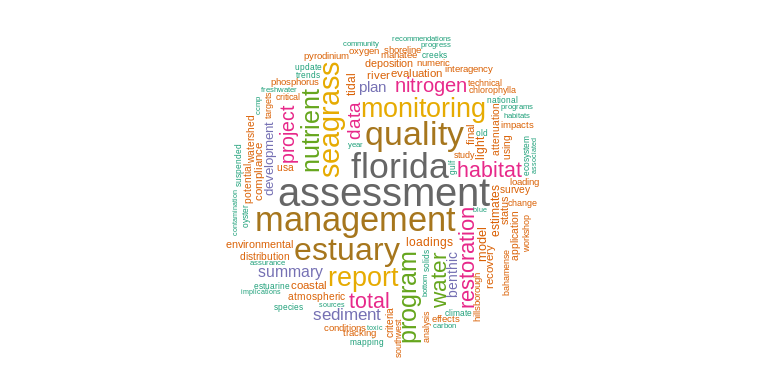 recommendations
community
progress
shoreline
oxygen
manatee
creeks
pyrodinium
deposition
numeric
update
interagency
trends
river
evaluation
phosphorus
technical
freshwater
plan
nitrogen
chlorophylla
critical
tidal
national
ccmp
targets
seagrass
monitoring
programs
habitats
nutrient
data
project
quality
final
old
impacts
watershed
light
attenuation
using
year
study
ecosystem
associated
development
compliance
potential
suspended
usa
florida
gulf
habitat
loading
assessment
survey
status
change
contamination
oyster
management
blue
estimates
workshop
application
restoration
model
environmental
estuary
loadings
distribution
assurance
summary
program
water
solids
benthic
recovery
bahamense
estuarine
coastal
report
bottom
implications
atmospheric
total
hillsborough
species
sources
sediment
climate
effects
carbon
conditions
toxic
criteria
tracking
mapping
southwest
analysis